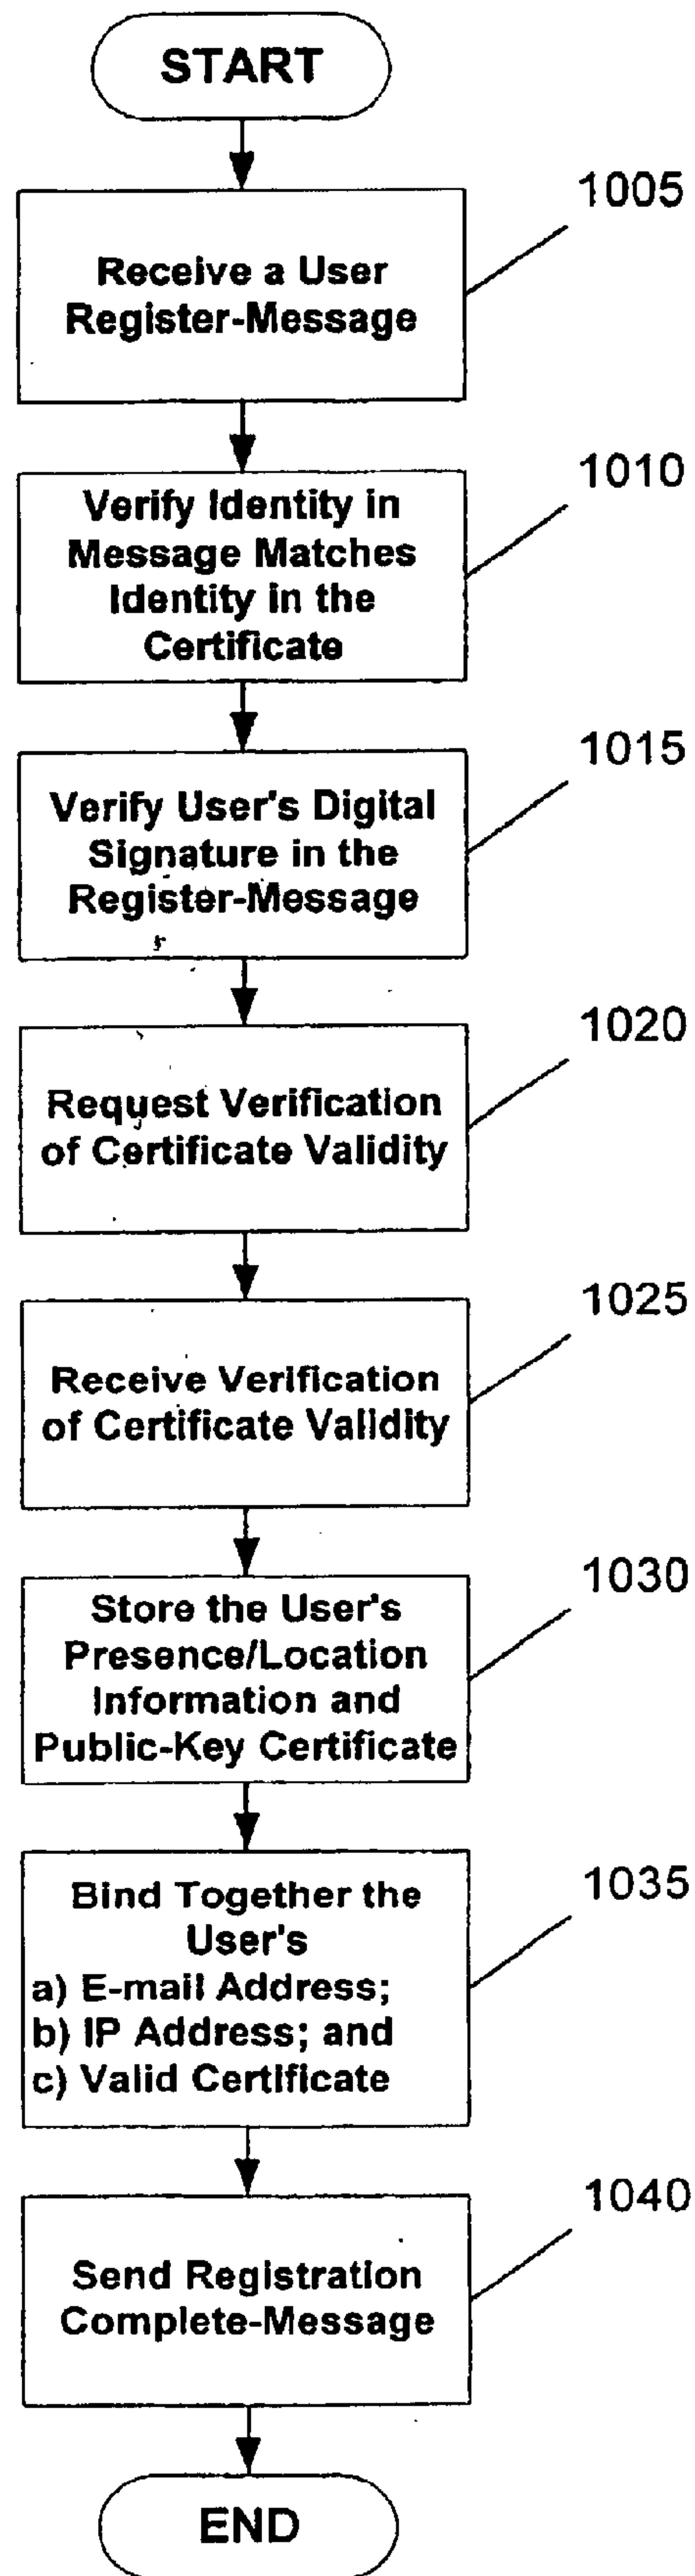 START
1005
Receive a User
Register-Message
1010
Verify Identity in
Message Matches
Identity in the
Certificate
1015
Verify User's Digital
Signature in the
Register-Message
1020
Request Verification
of Certificate Validity
1025
Receive Verification
of Certificate Validity
1030
Store the User's
Presence/Location
Information and
Public-Key Certificate
1035
Bind Together the
User's
a) E-mail Address;
b) IP Address; and
c) Valid Certificate
1040
Send Registration
Complete-Message
END